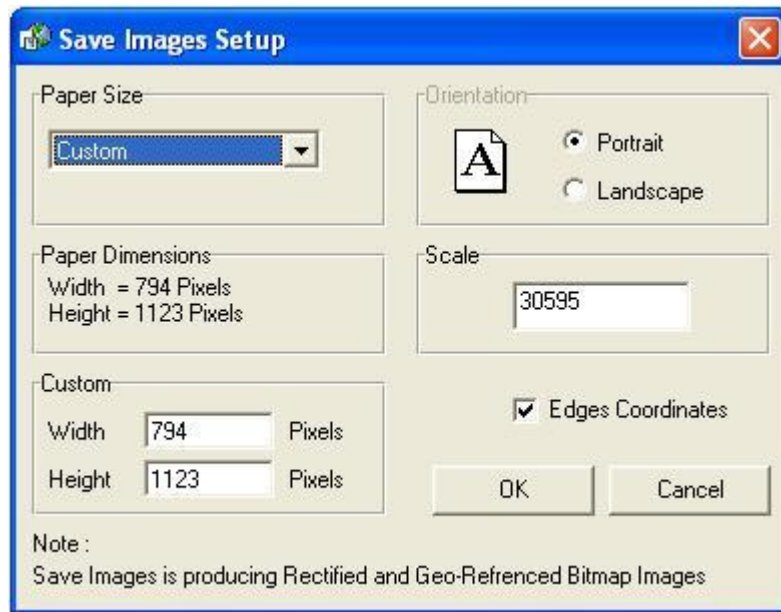 Save Images Setup
Paper Size
Custom
Orientation
A
Portrait
Landscape
Paper Dimensions
Width = 794 Pixels
Height = 1123 Pixels
Scale
30595
Custom
Width 794 Pixels
Height 1123 Pixels
Edges Coordinates
OK
Cancel
Note :
Save Images is producing Rectified and Geo-Refrenced Bitmap Images